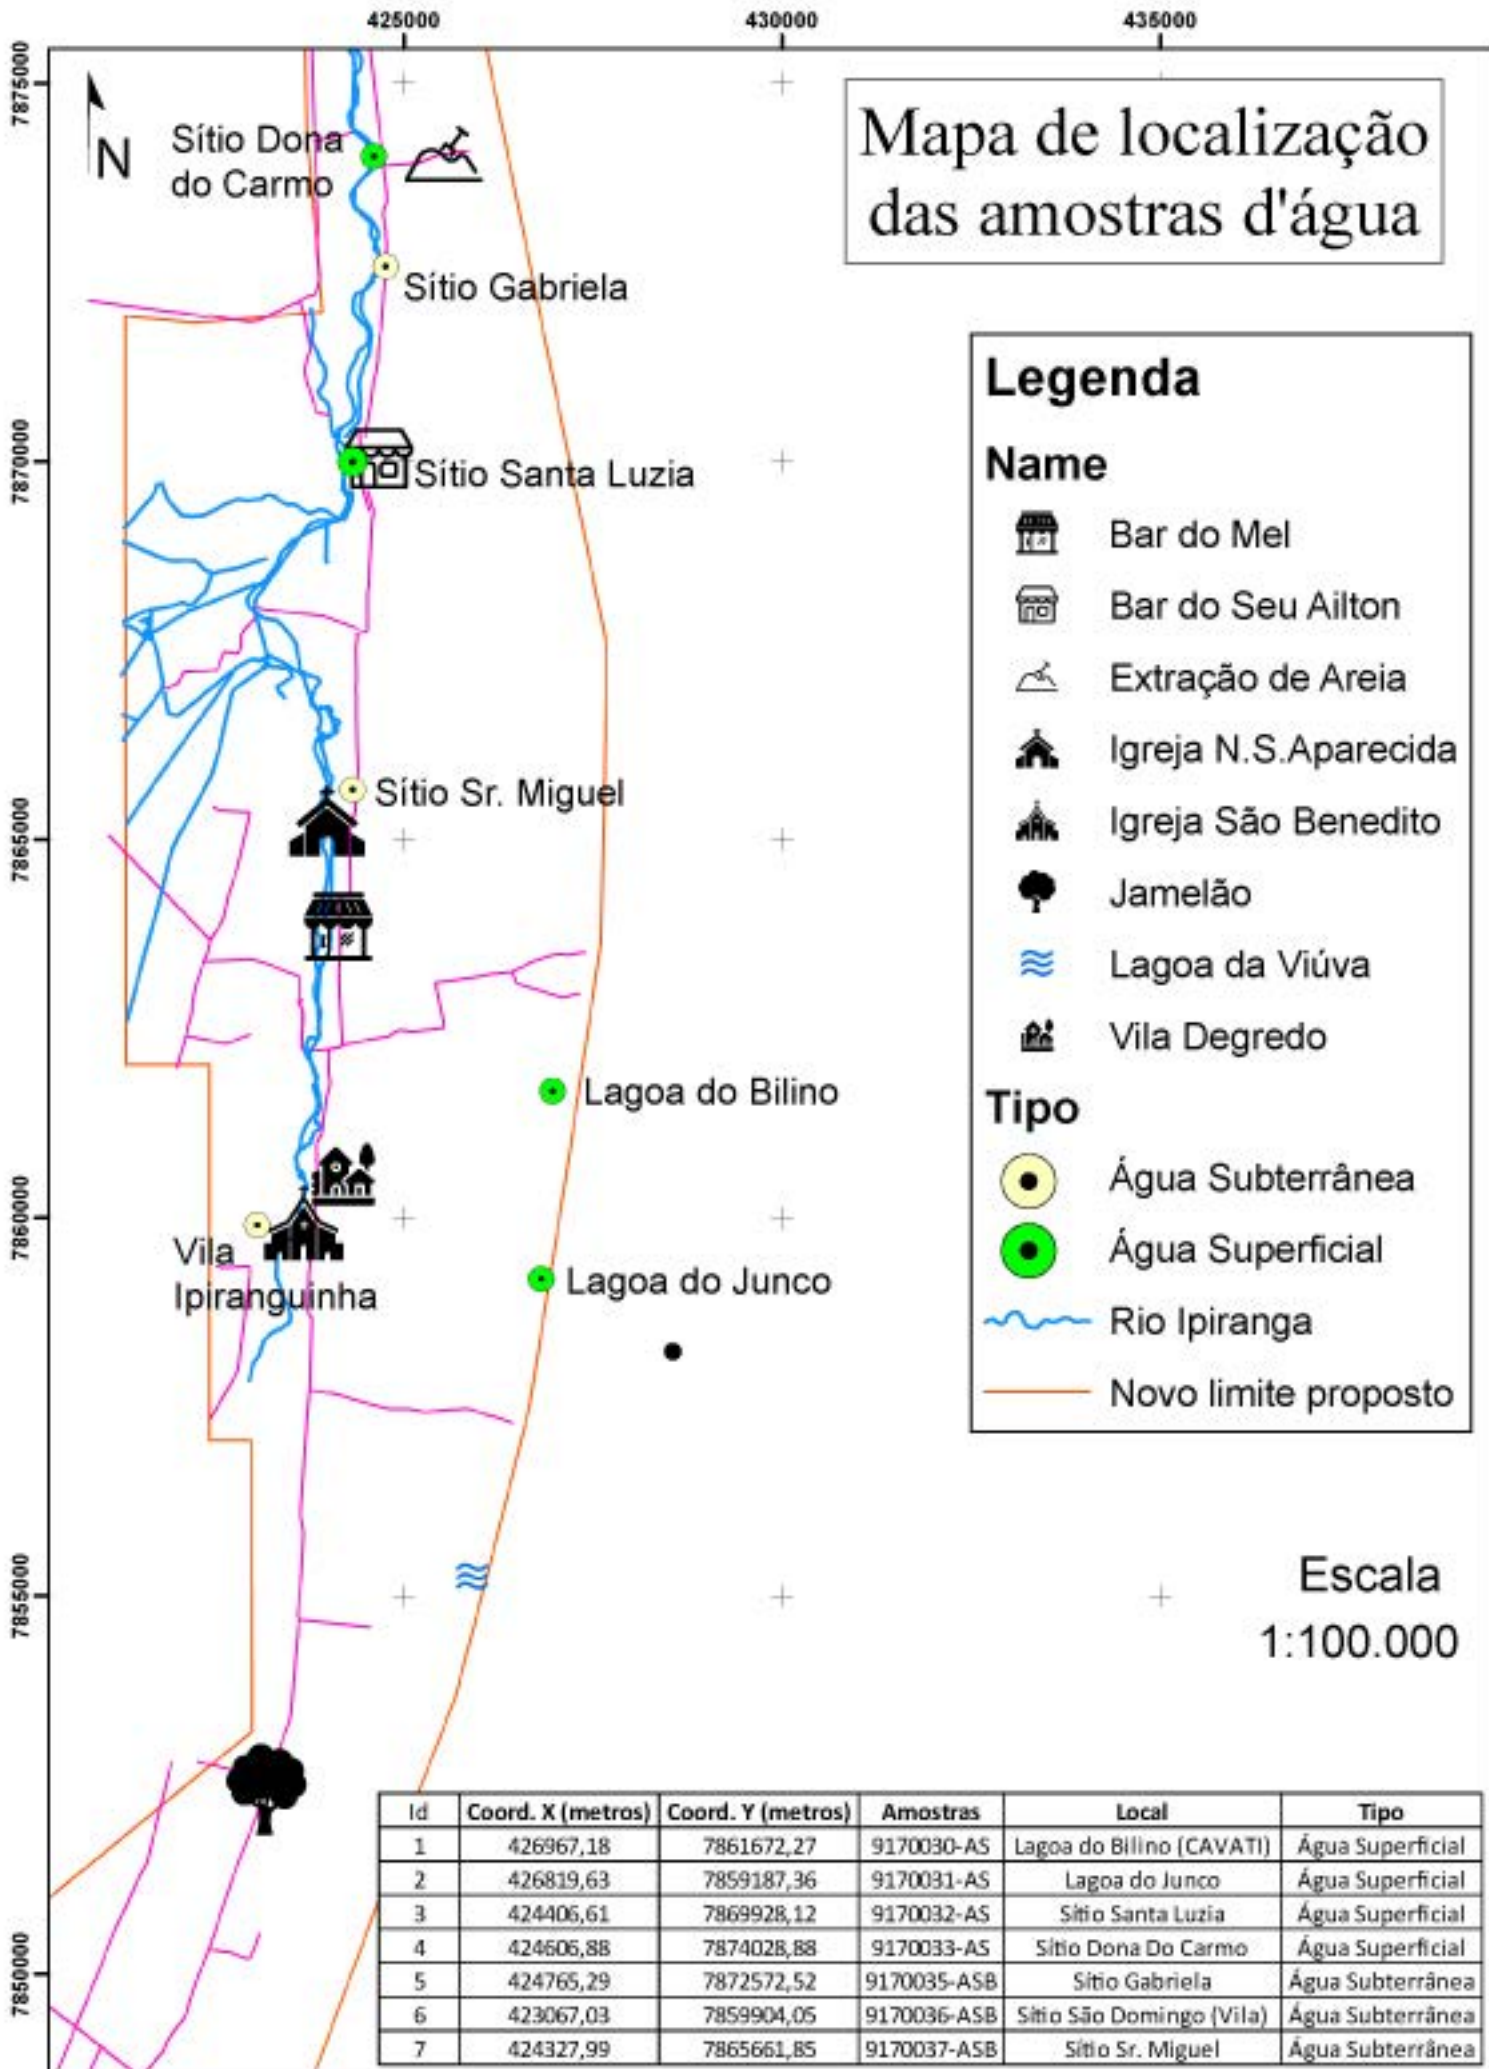 425000 430000 435000
7875000
7870000
7865000
7860000
7855000
7850000
N
Mapa de localização
das amostras d'água
Sítio Dona
do Carmo
Sítio Gabriela
Sítio Santa Luzia
Sítio Sr. Miguel
Lagoa do Bilino
Vila
Ipiranguinha
Lagoa do Junco
Legenda
Name
Bar do Mel
Bar do Seu Ailton
Extração de Areia
Igreja N.S.Aparecida
Igreja São Benedito
Jamelão
Lagoa da Viúva
Vila Degredo
Tipo
Água Subterrânea
Água Superficial
Rio Ipiranga
Novo limite proposto
Escala
1:100.000
Id Coord. X (metros) Coord. Y (metros) Amostras Local Tipo
1 426967,18 7861672,27 9170030-AS Lagoa do Bilino (CAVATI) Água Superficial
2 426819,63 7859187,36 9170031-AS Lagoa do Junco Água Superficial
3 424406,61 7869928,12 9170032-AS Sítio Santa Luzia Água Superficial
4 424606,88 7874028,88 9170033-AS Sítio Dona Do Carmo Água Superficial
5 424765,29 7872572,52 9170035-ASB Sítio Gabriela Água Subterrânea
6 423067,03 7859904,05 9170036-ASB Sítio São Domingo (Vila) Água Subterrânea
7 424327,99 7865661,85 9170037-ASB Sítio Sr. Miguel Água Subterrânea